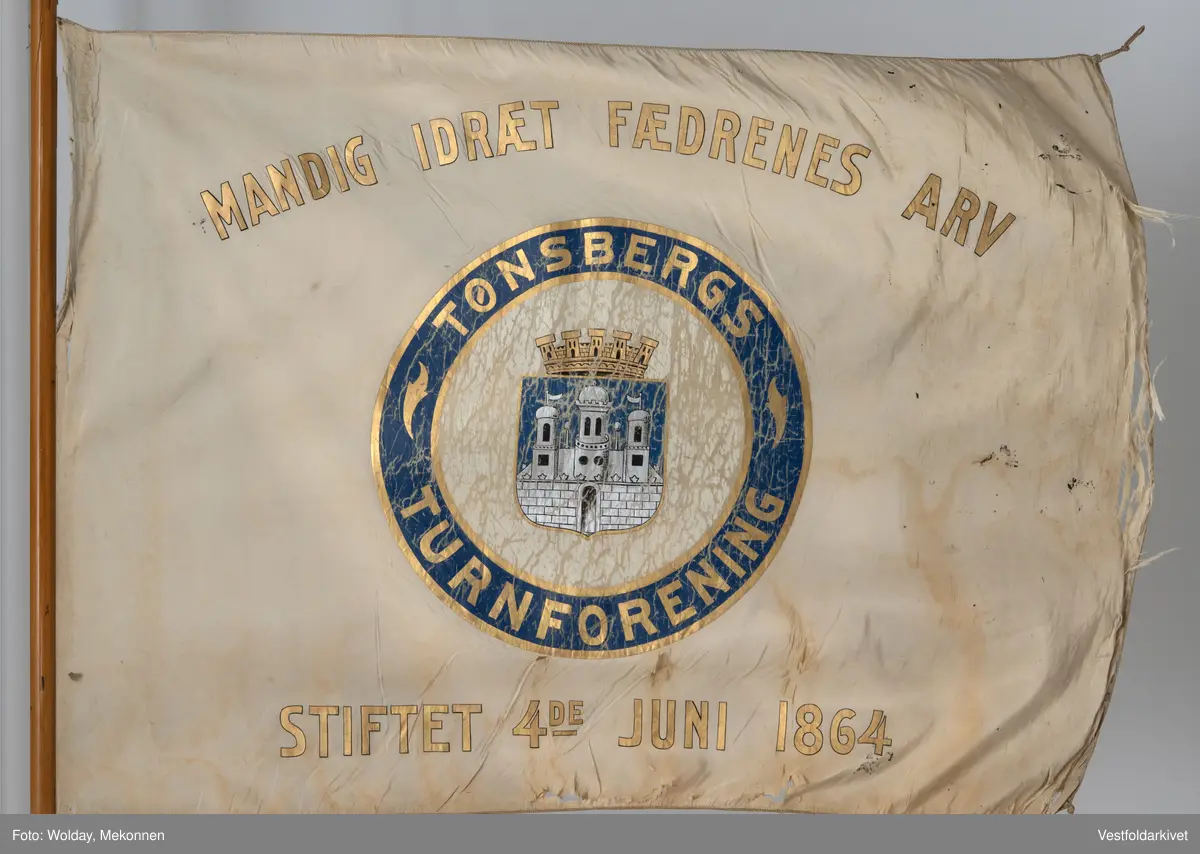 MANDIG IDRÆT FÆDRENES ARV
TØNSBERGS
TURNFORENING
STIFTET 4DE JUNI 1864
Foto: Wolday, Mekonnen
Vestfoldarkivet